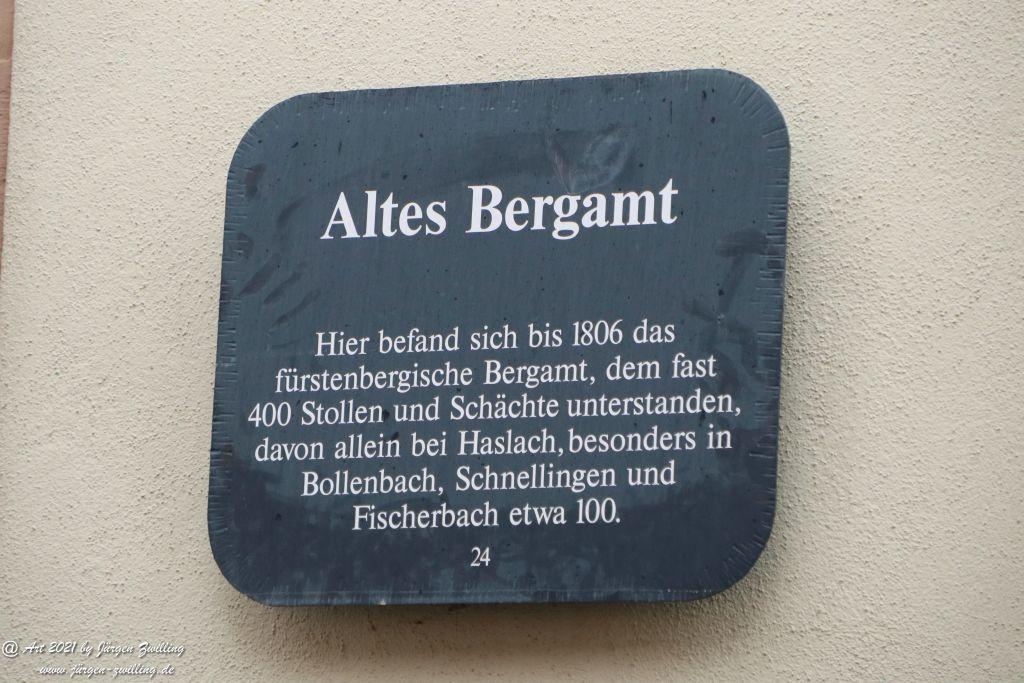 Altes Bergamt
Hier befand sich bis 1806 das
fürstenbergische Bergamt, dem fast
400 Stollen und Schächte unterstanden,
davon allein bei Haslach, besonders in
Bollenbach, Schnellingen und
Fischerbach etwa 100.
24
@ Art 2021 by Jürgen Zwilling
www.jürgen-zwilling.de